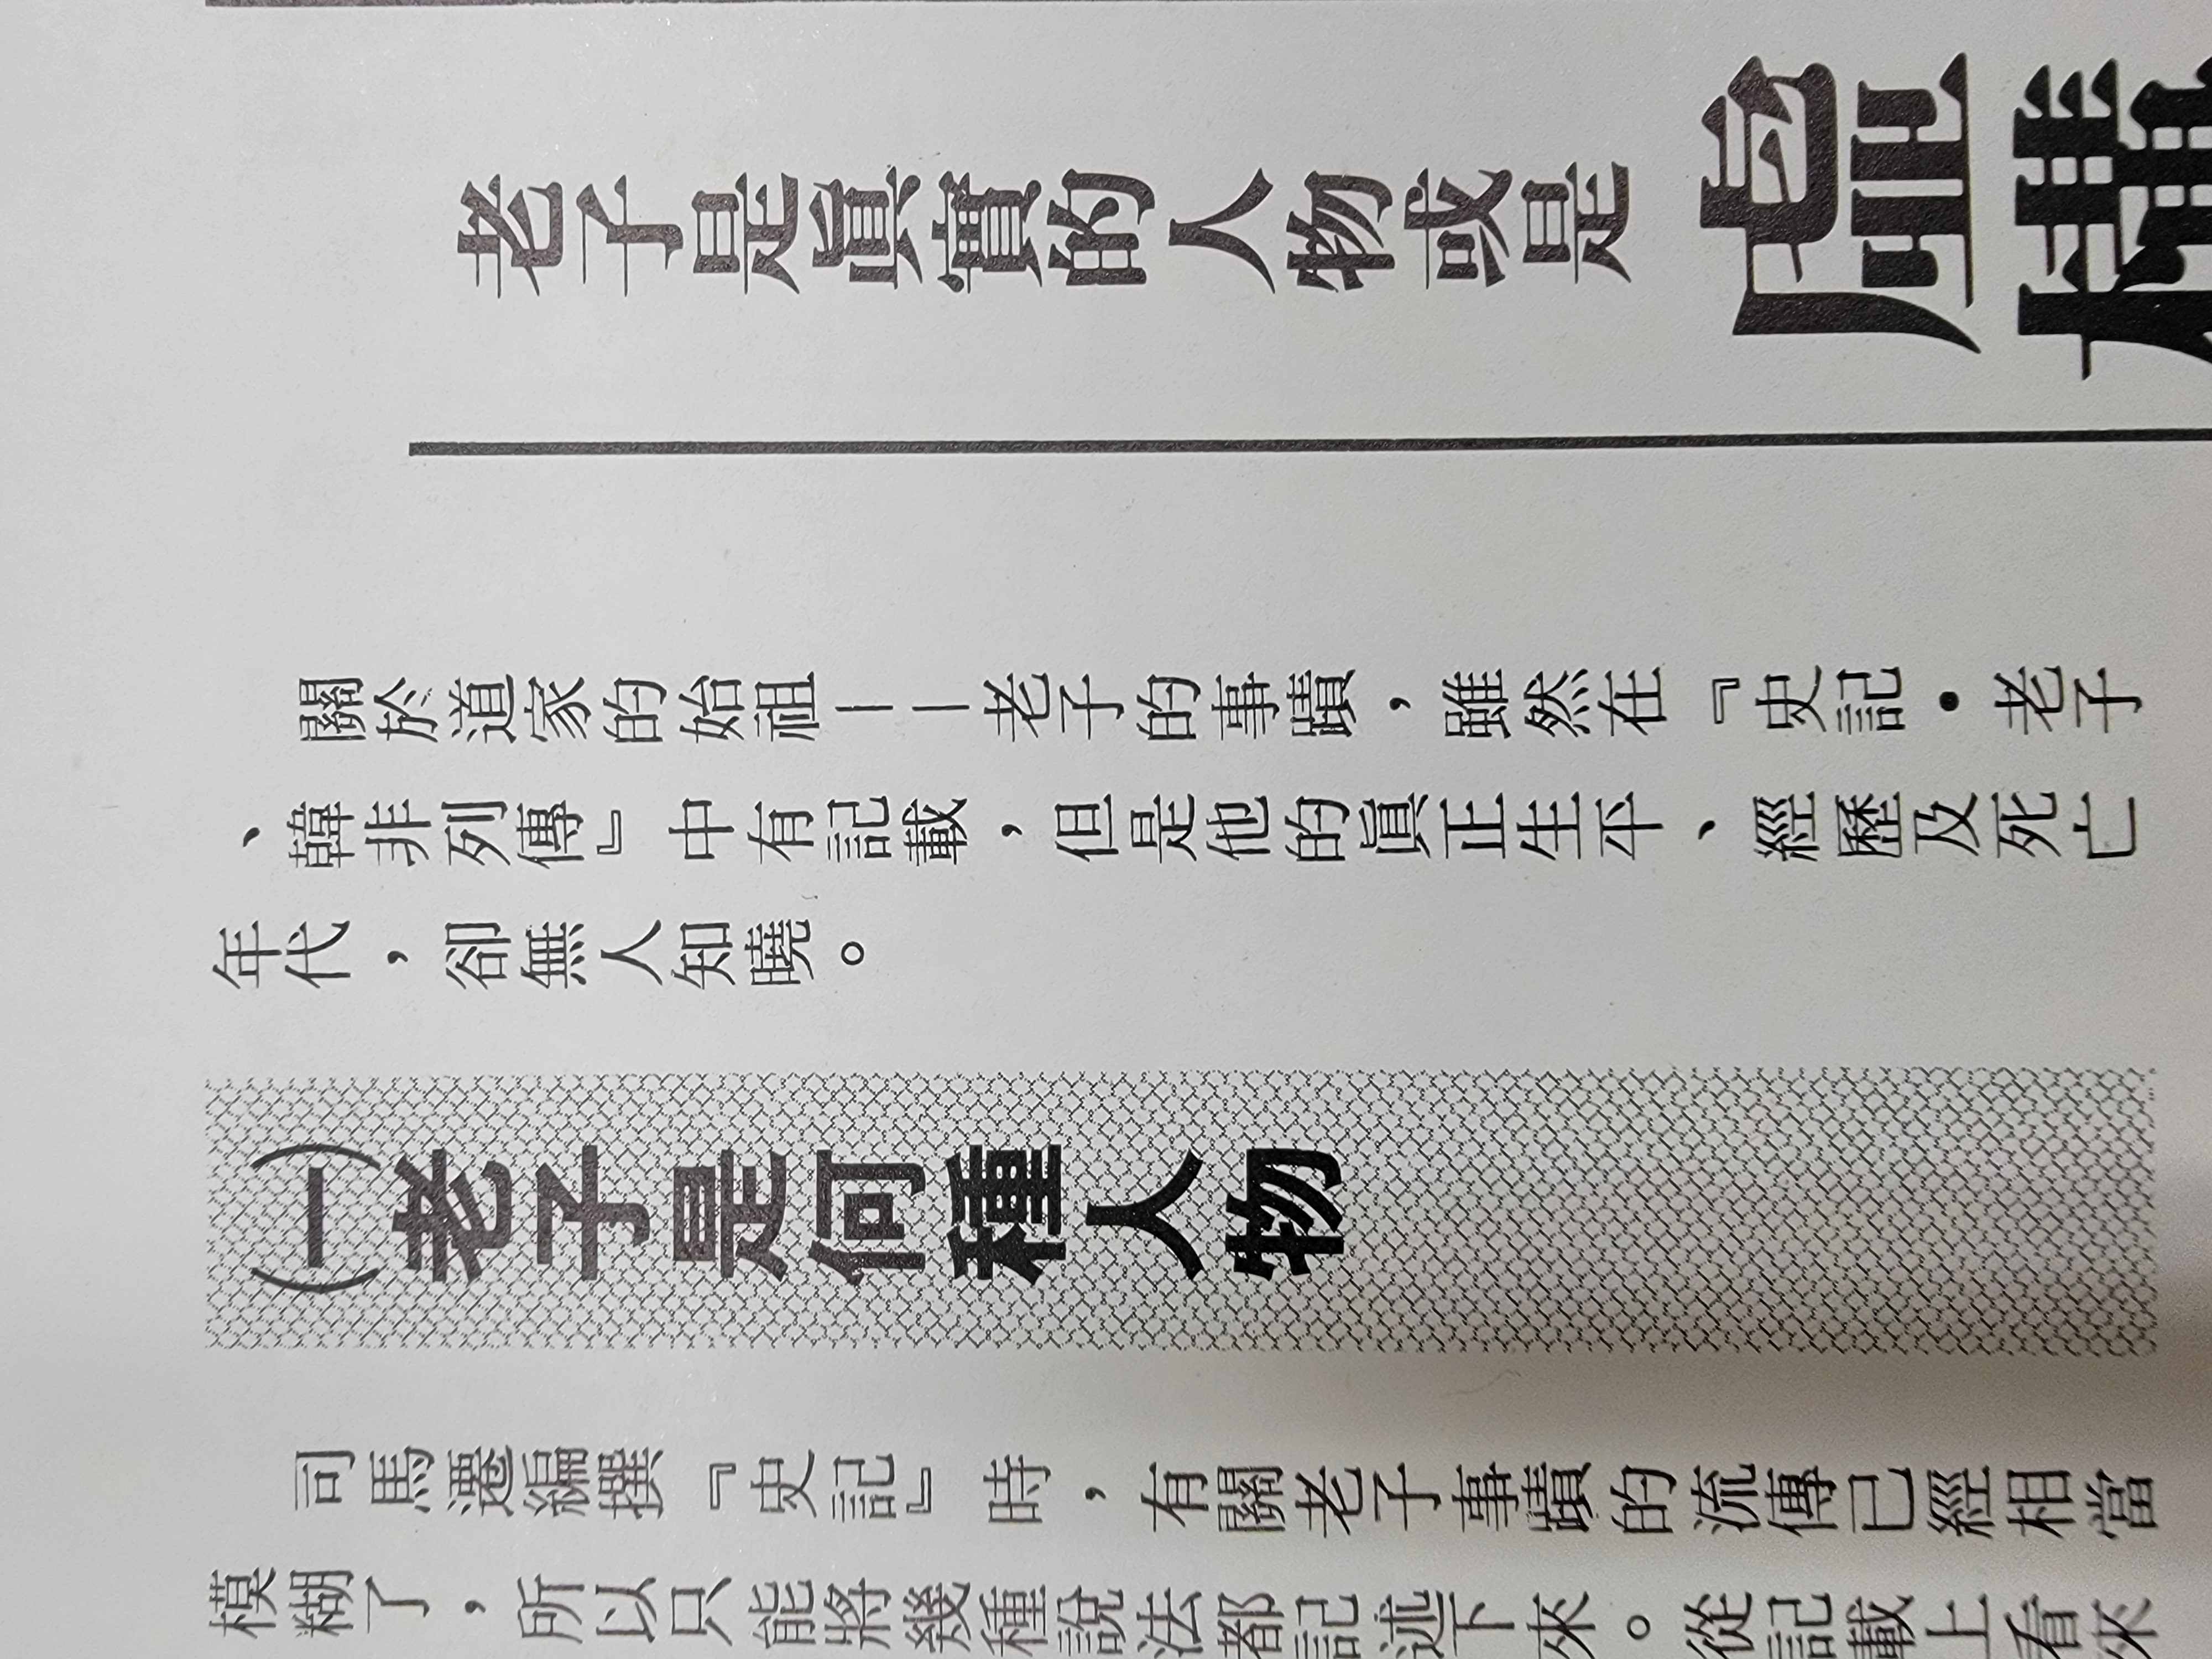 老子是眞實的人物或是虛構
關於道家的始祖——老子的事蹟，雖然在『史記·老子
、韓非列傳』中有記載，但是他的眞正生平、經歷及死亡
年代，卻無人知曉。
㈠老子是何種人物
司馬遷編撰『史記』時，有關老子事蹟的流傳已經相當
模糊了，所以只能將幾種說法都記述下來。從記載上看來